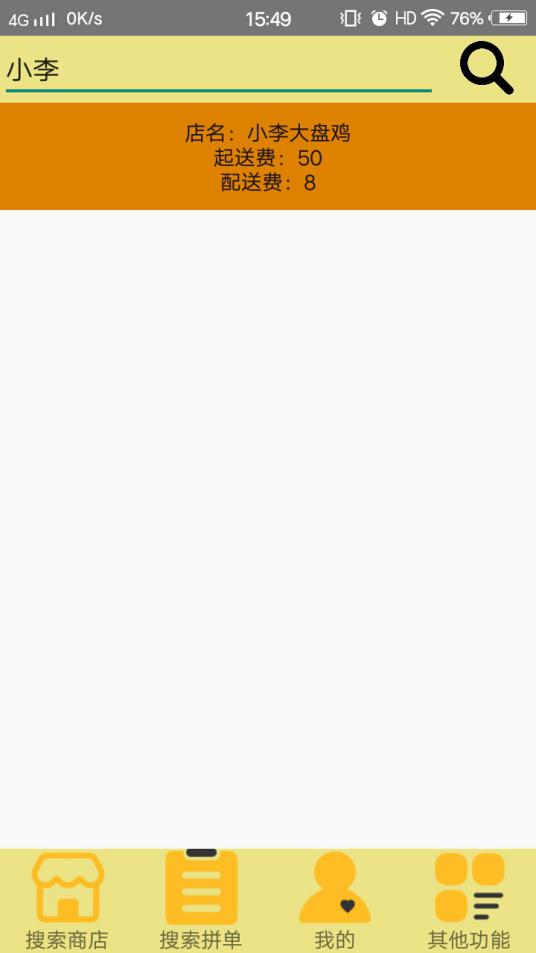 4G 0K/s 15:49 HD 76%
小李
店名：小李大盘鸡
起送费：50
配送费：8
搜索商店 搜索拼单 我的 其他功能